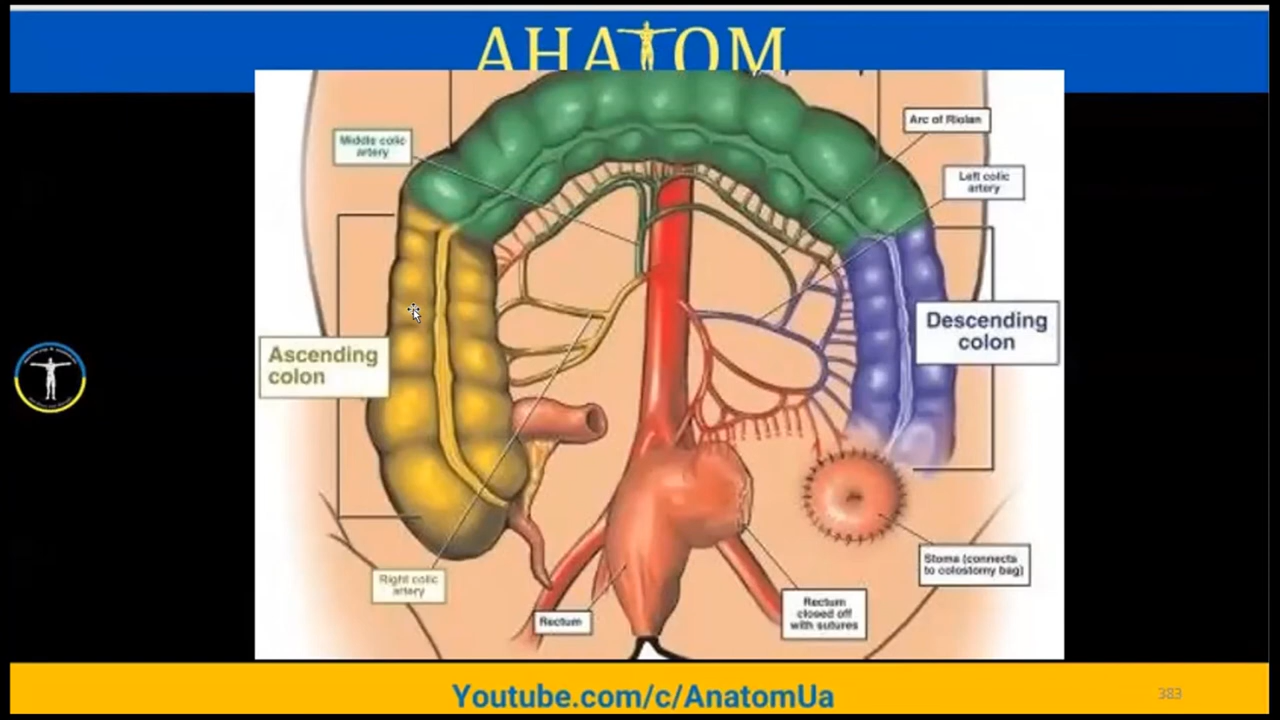 АНАТОМ
Middle colic
artery
Arc of Riolan
Left colic
artery
Ascending
colon
Descending
colon
Right colic
artery
Rectum
Rectum
closed off
with sutures
Stoma (connects
to colostomy bag)
Youtube.com/c/AnatomUa
383